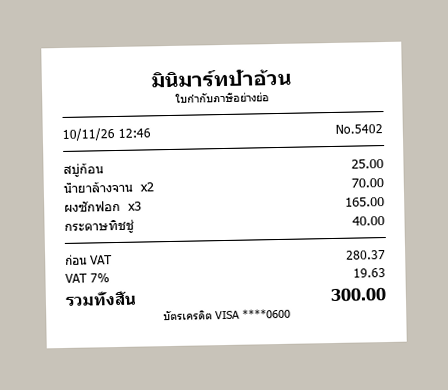 มินิมาร์ทป้าอ้วน
ใบกำกับภาษีอย่างย่อ
10/11/26 12:46 No.5402
สบู่ก้อน 25.00
น้ำยาล้างจาน x2 70.00
ผงซักฟอก x3 165.00
กระดาษทิชชู่ 40.00
ก่อน VAT 280.37
VAT 7% 19.63
รวมทั้งสิ้น 300.00
บัตรเครดิต VISA ****0600